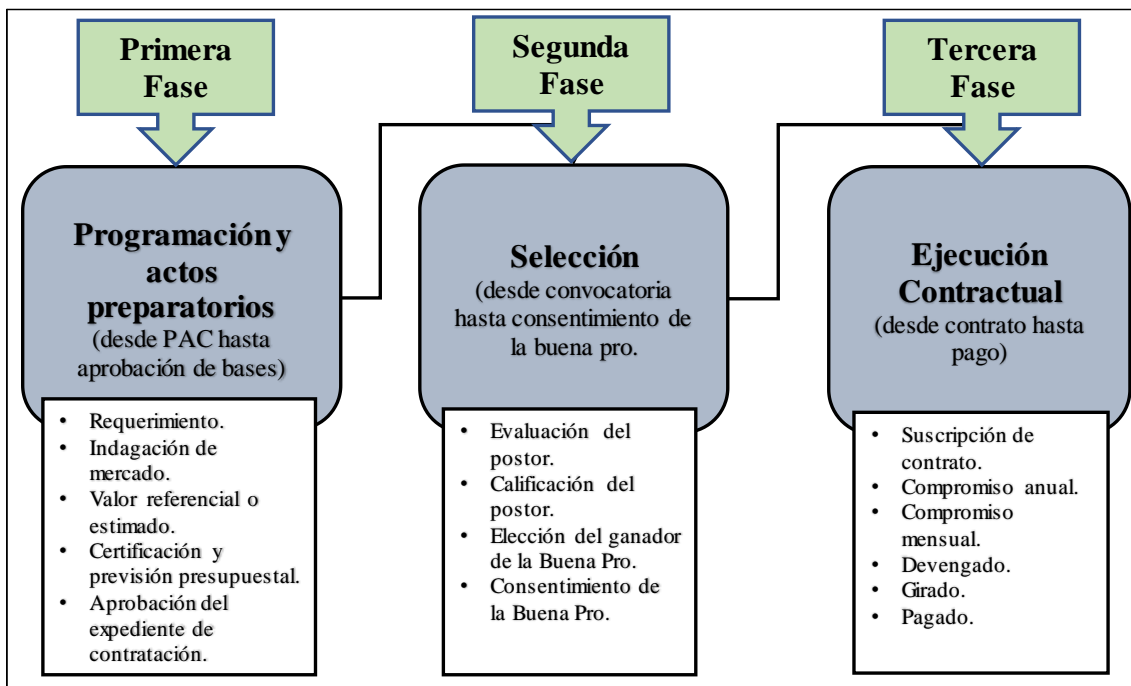 Primera
Fase
Programación y
actos
preparatorios
(desde PAC hasta
aprobación de bases)
• Requerimiento.
• Indagación de
mercado.
• Valor referencial o
estimado.
• Certificación y
previsión presupuestal.
• Aprobación del
expediente de
contratación.
Segunda
Fase
Selección
(desde convocatoria
hasta consentimiento de
la buena pro.
• Evaluación del
postor.
• Calificación del
postor.
• Elección del ganador
de la Buena Pro.
• Consentimiento de
la Buena Pro.
Tercera
Fase
Ejecución
Contractual
(desde contrato hasta
pago)
• Suscripción de
contrato.
• Compromiso anual.
• Compromiso
mensual.
• Devengado.
• Girado.
• Pagado.